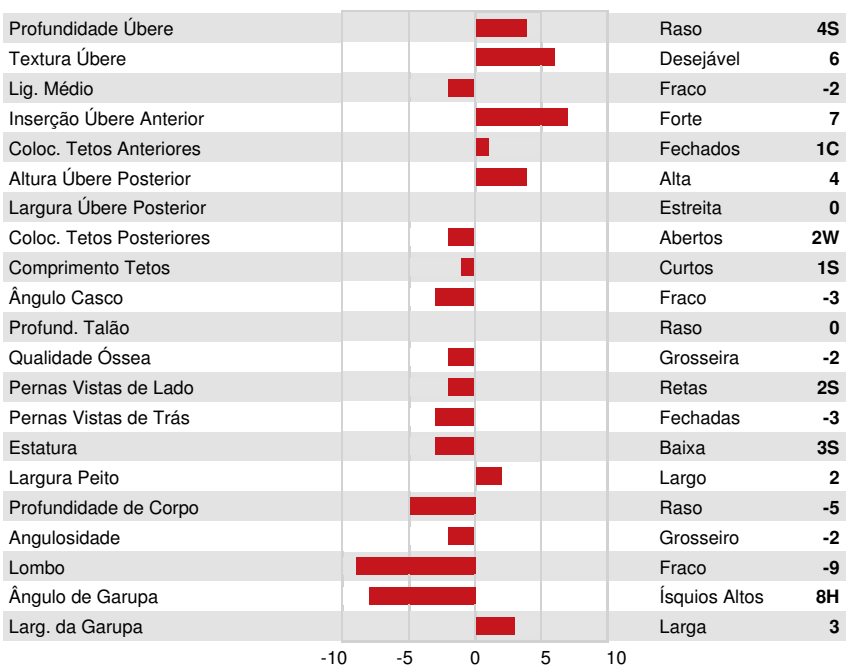 Profundidade Úbere Raso 4S
Textura Úbere Desejável 6
Lig. Médio Fraco -2
Inserção Úbere Anterior Forte 7
Coloc. Tetos Anteriores Fechados 1C
Altura Úbere Posterior Alta 4
Largura Úbere Posterior Estreita 0
Coloc. Tetos Posteriores Abertos 2W
Comprimento Tetos Curtos 1S
Ângulo Casco Fraco -3
Profund. Talão Raso 0
Qualidade Óssea Grosseira -2
Pernas Vistas de Lado Retas 2S
Pernas Vistas de Trás Fechadas -3
Estatura Baixa 3S
Largura Peito Largo 2
Profundidade de Corpo Raso -5
Angulosidade Grosseiro -2
Lombo Fraco -9
Ângulo de Garupa Ísquios Altos 8H
Larg. da Garupa Larga 3
-10 -5 0 5 10